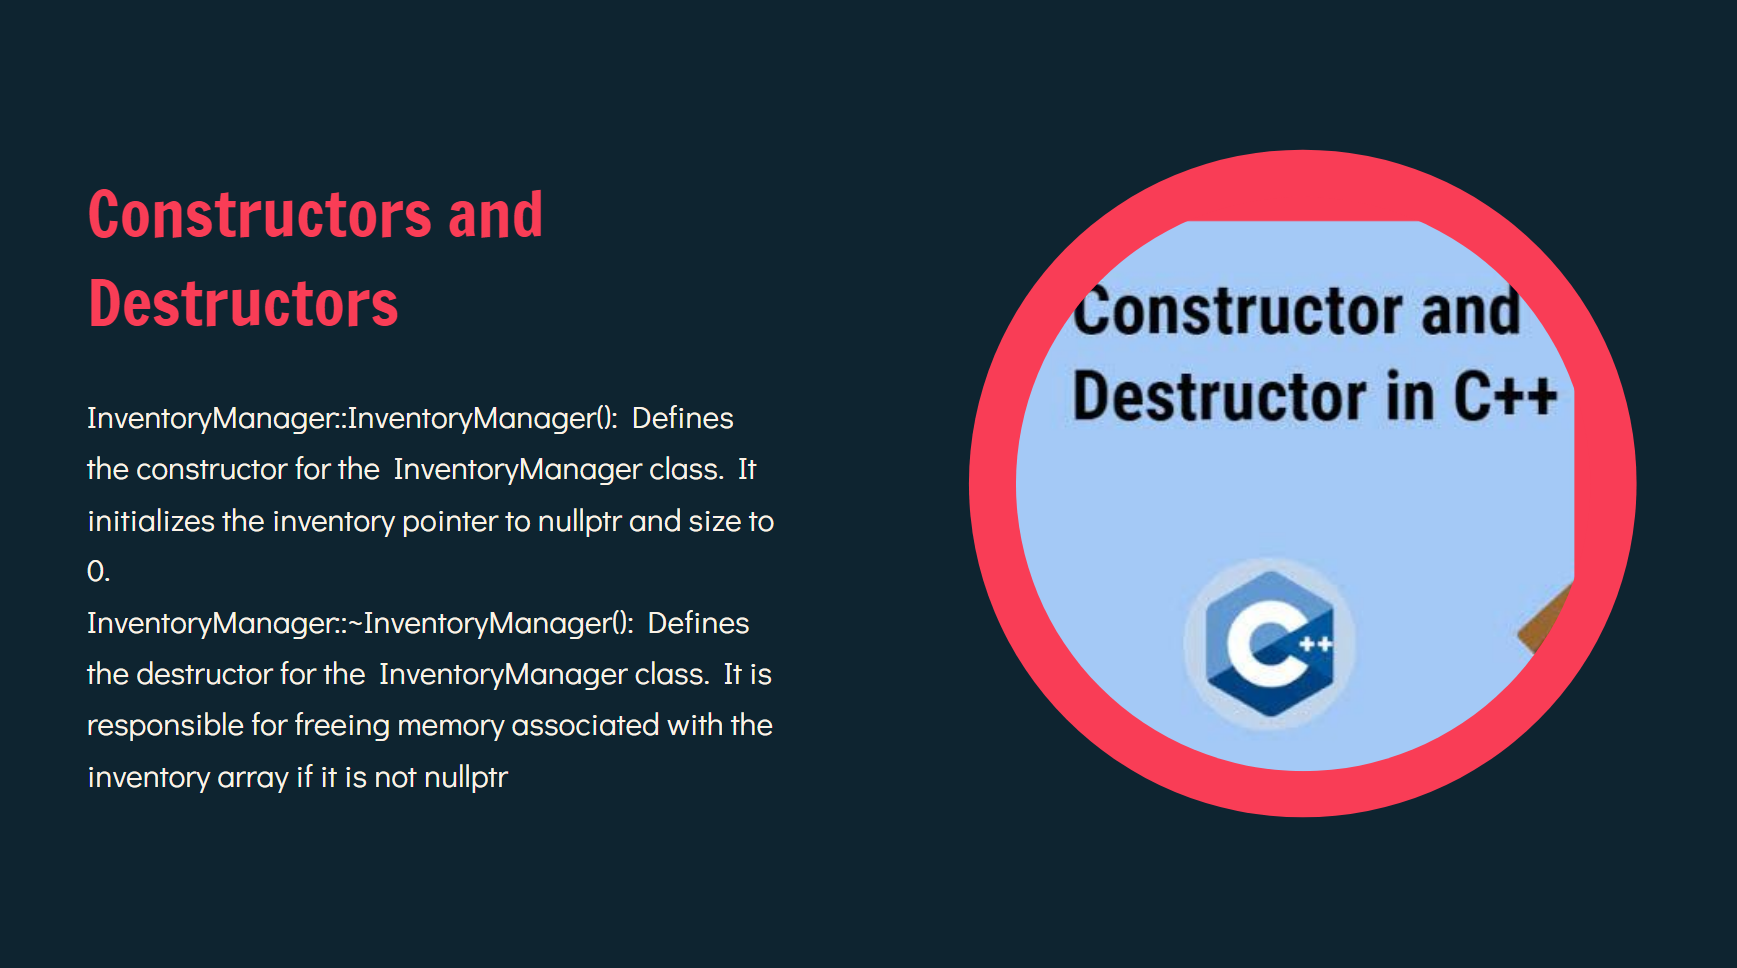 Constructors and
Destructors
InventoryManager::InventoryManager():  Defines
the constructor for the  InventoryManager class.  It
initializes the inventory pointer to nullptr and size to
0.
InventoryManager::~InventoryManager():  Defines
the destructor for the  InventoryManager class.  It is
responsible for freeing memory associated with the
inventory array if it is not nullptr
Constructor and
Destructor in C++
C++